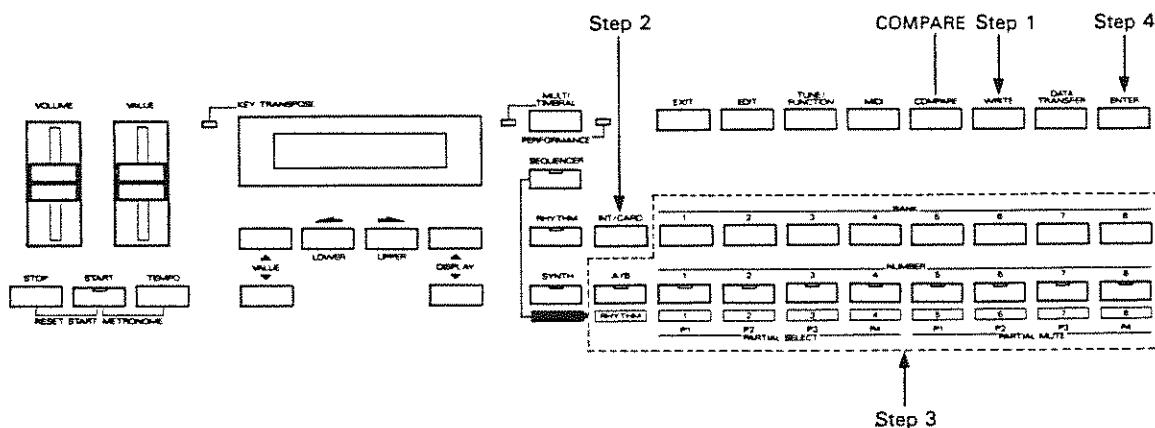 Step 2
COMPARE Step 1
Step 4
VOLUME VALUE
KEY TRANSPOSE
MULTI TIMBRAL
EXIT EDIT TUNE/FUNCTION MIDI COMPARE WRITE DATA TRANSFER ENTER
PERFORMANCE
SEQUENCER
BANK
RHYTHM INT/CARD 1 2 3 4 5 6 7 8
VALUE LOWER UPPER DISPLAY
NUMBER
STOP START TEMPO
SYNTH A/B 1 2 3 4 5 6 7 8
RESET START METRONOME
RHYTHM 1 2 3 4 5 6 7 8
P1 P2 P3 P4 P1 P2 P3 P4
PARTIAL SELECT PARTIAL MUTE
Step 3